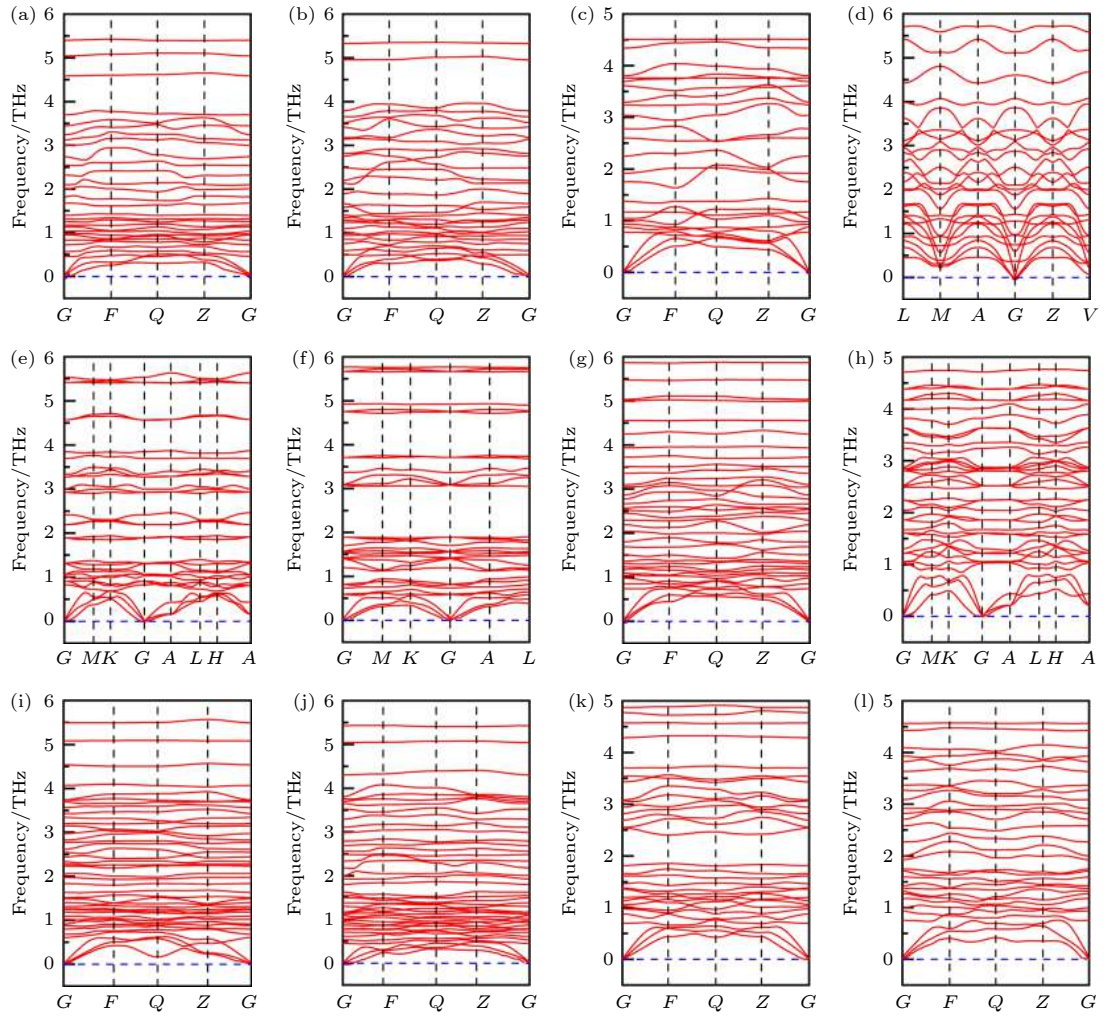 (a) (b) (c) (d)
Frequency/THz Frequency/THz Frequency/THz Frequency/THz
6 6 5 6
5 5 4 5
4 4 3 4
3 3 2 3
2 2 1 2
1 1 0 1
0 0 0
G F Q Z G G F Q Z G G F Q Z G L M A G Z V
(e) (f) (g) (h)
Frequency/THz Frequency/THz Frequency/THz Frequency/THz
6 6 6 5
5 5 5 4
4 4 4 3
3 3 3 2
2 2 2 1
1 1 1 0
0 0 0
G M K G A L H A G M K G A L G F Q Z G G M K G A L H A
(i) (j) (k) (l)
Frequency/THz Frequency/THz Frequency/THz Frequency/THz
6 6 5 5
5 5 4 4
4 4 3 3
3 3 2 2
2 2 1 1
1 1 0 0
0 0
G F Q Z G G F Q Z G G F Q Z G G F Q Z G